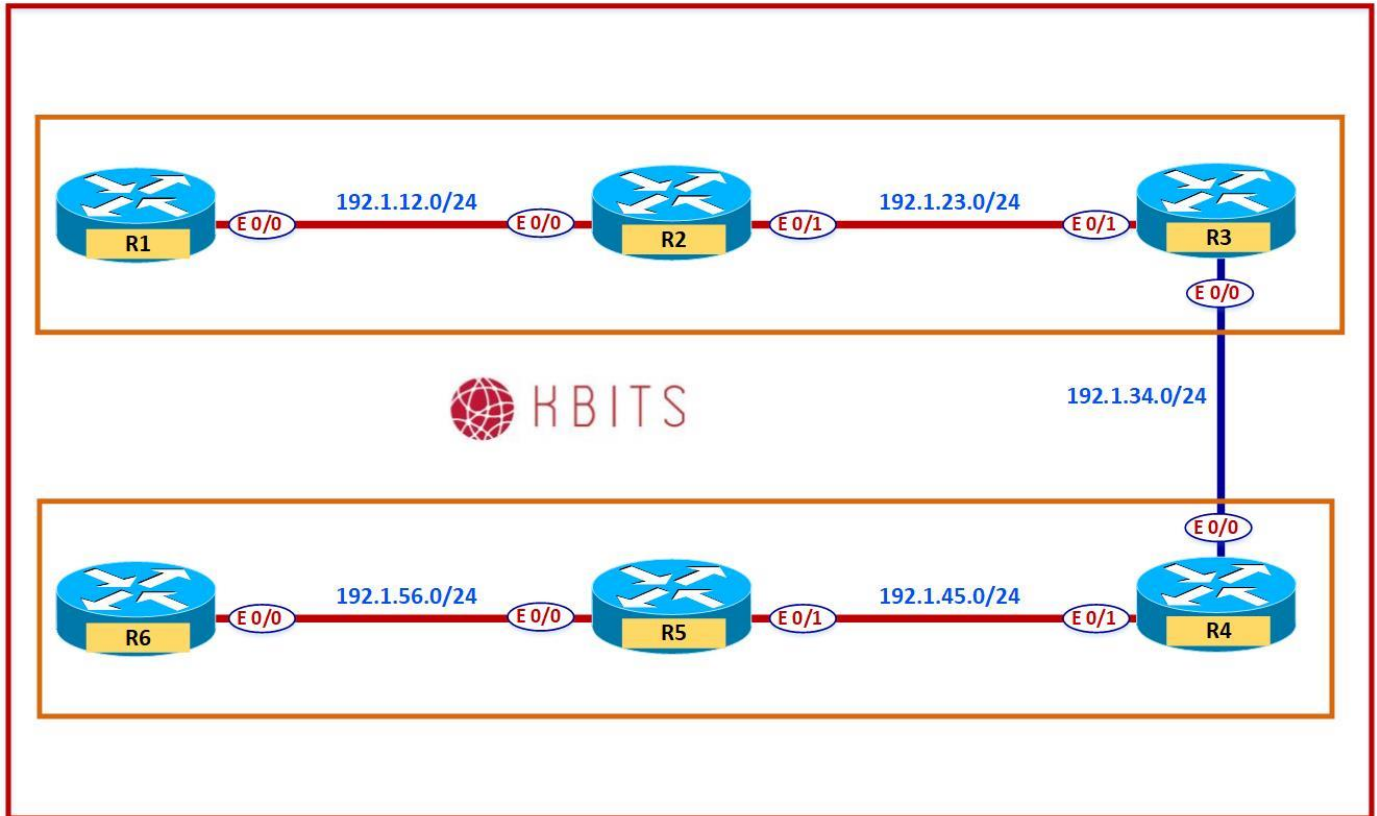 192.1.12.0/24
192.1.23.0/24
R1
E 0/0
E 0/0
R2
E 0/1
E 0/1
R3
E 0/0
KBITS
192.1.34.0/24
E 0/0
192.1.56.0/24
192.1.45.0/24
R6
E 0/0
E 0/0
R5
E 0/1
E 0/1
R4